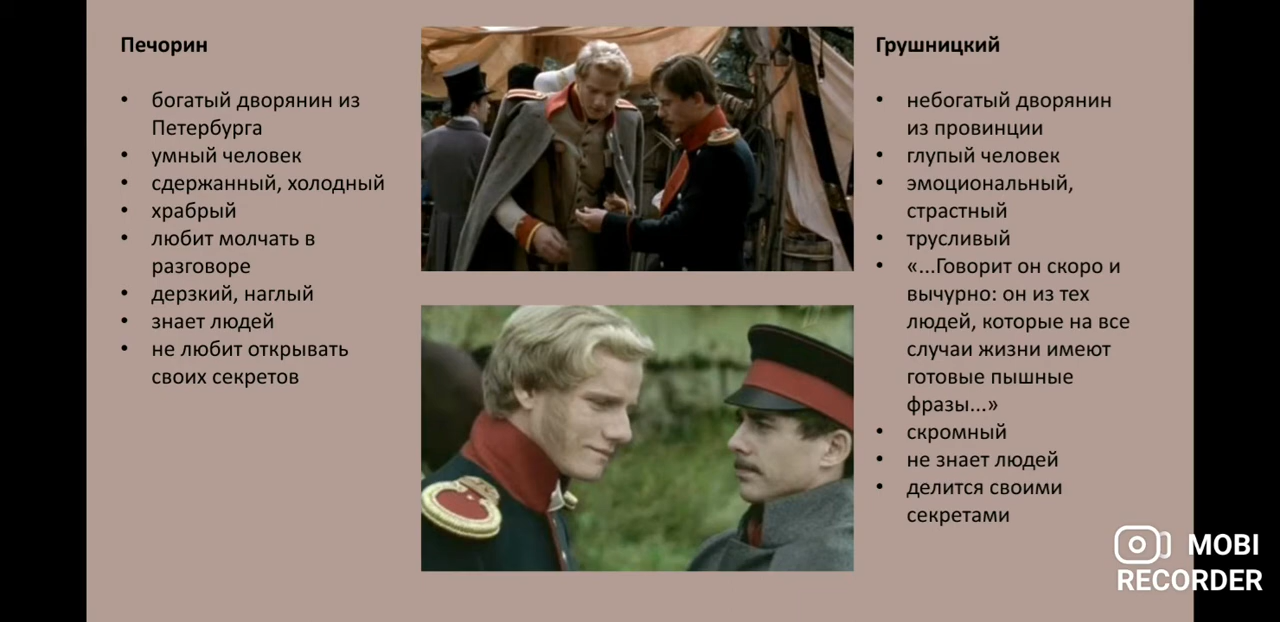 Печорин
• богатый дворянин из
Петербурга
• умный человек
• сдержанный, холодный
• храбрый
• любит молчать в
разговоре
• дерзкий, наглый
• знает людей
• не любит открывать
своих секретов
Грушницкий
• небогатый дворянин
из провинции
• глупый человек
• эмоциональный,
страстный
• трусливый
• «...Говорит он скоро и
вычурно: он из тех
людей, которые на все
случаи жизни имеют
готовые пышные
фразы...»
• скромный
• не знает людей
• делится своими
секретами
MOBI
RECORDER